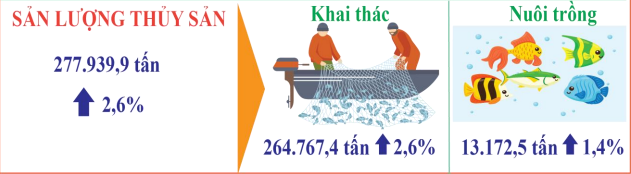 SẢN LƯỢNG THỦY SẢN
277.939,9 tấn
2,6%
Khai thác
264.767,4 tấn 2,6%
Nuôi trồng
13.172,5 tấn 1,4%